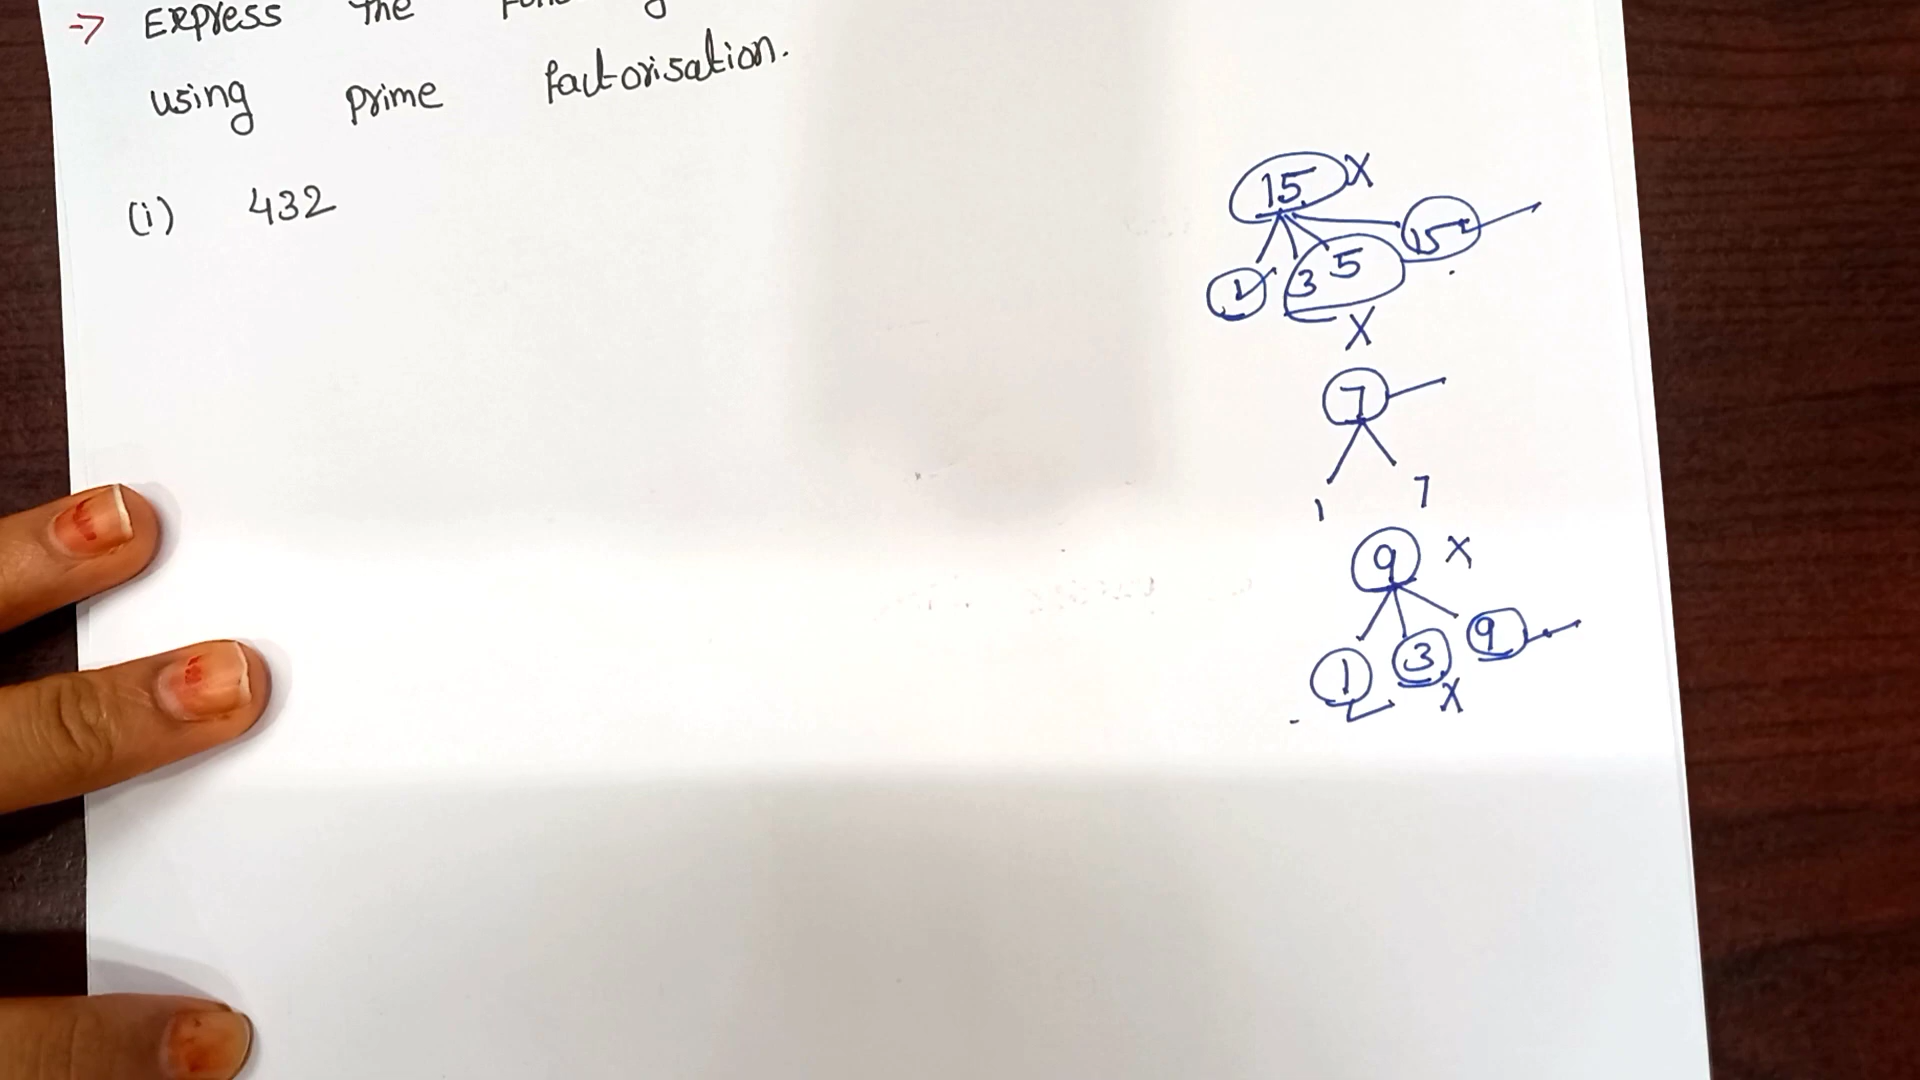 → Express the
using prime factorisation.
(i) 432
15 X
1 3 5 15
X
7
1 7
9 X
1 3 9
X